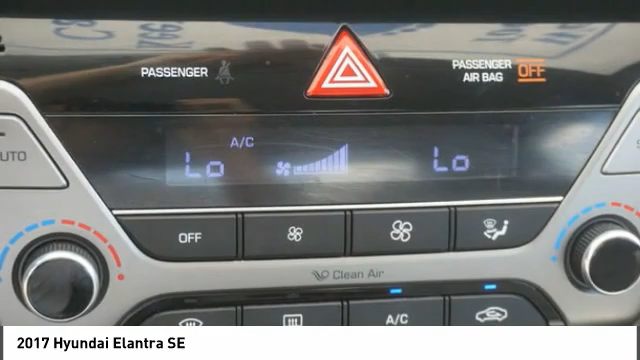 PASSENGER
PASSENGER
AIR BAG OFF
A/C
Lo
Lo
UTO
OFF
Clean Air
A/C
2017 Hyundai Elantra SE